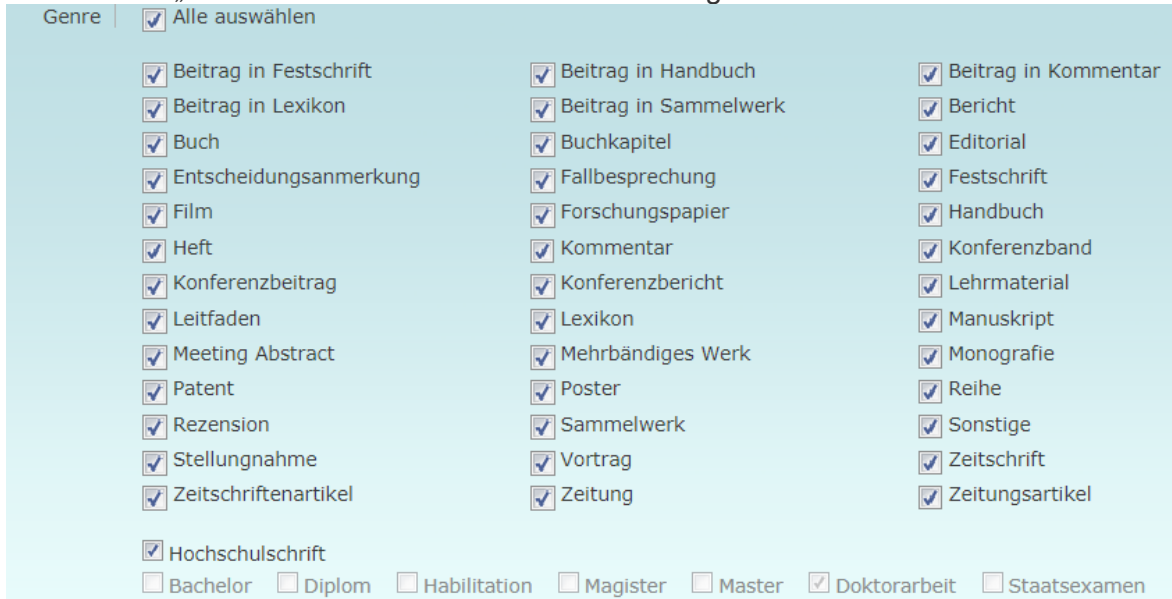 Genre Alle auswählen
Beitrag in Festschrift Beitrag in Handbuch Beitrag in Kommentar
Beitrag in Lexikon Beitrag in Sammelwerk Bericht
Buch Buchkapitel Editorial
Entscheidungsanmerkung Fallbesprechung Festschrift
Film Forschungspapier Handbuch
Heft Kommentar Konferenzband
Konferenzbeitrag Konferenzbericht Lehrmaterial
Leitfaden Lexikon Manuskript
Meeting Abstract Mehrbändiges Werk Monografie
Patent Poster Reihe
Rezension Sammelwerk Sonstige
Stellungnahme Vortrag Zeitschrift
Zeitschriftenartikel Zeitung Zeitungsartikel
Hochschulschrift
Bachelor Diplom Habilitation Magister Master Doktorarbeit Staatsexamen